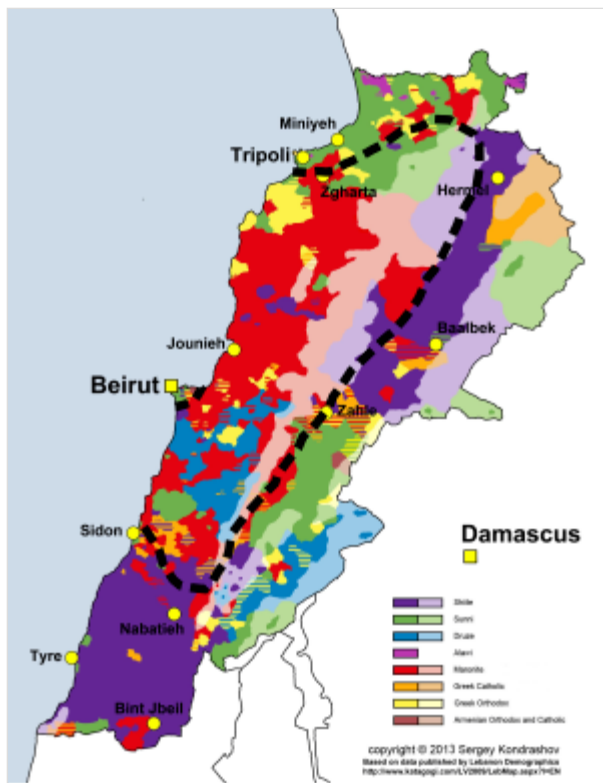 Miniyeh
Tripoli
Zgharta
Hermel
Jounieh
Baalbek
Beirut
Zahle
Sidon
Damascus
Nabatieh
Tyre
Bint Jbeil
Shiite
Sunni
Druze
Alawi
Maronite
Greek Catholic
Greek Orthodox
Armenian Orthodox and Catholic
copyright © 2013 Sergey Kondrashov
Based on data published by Lebanon Demographics